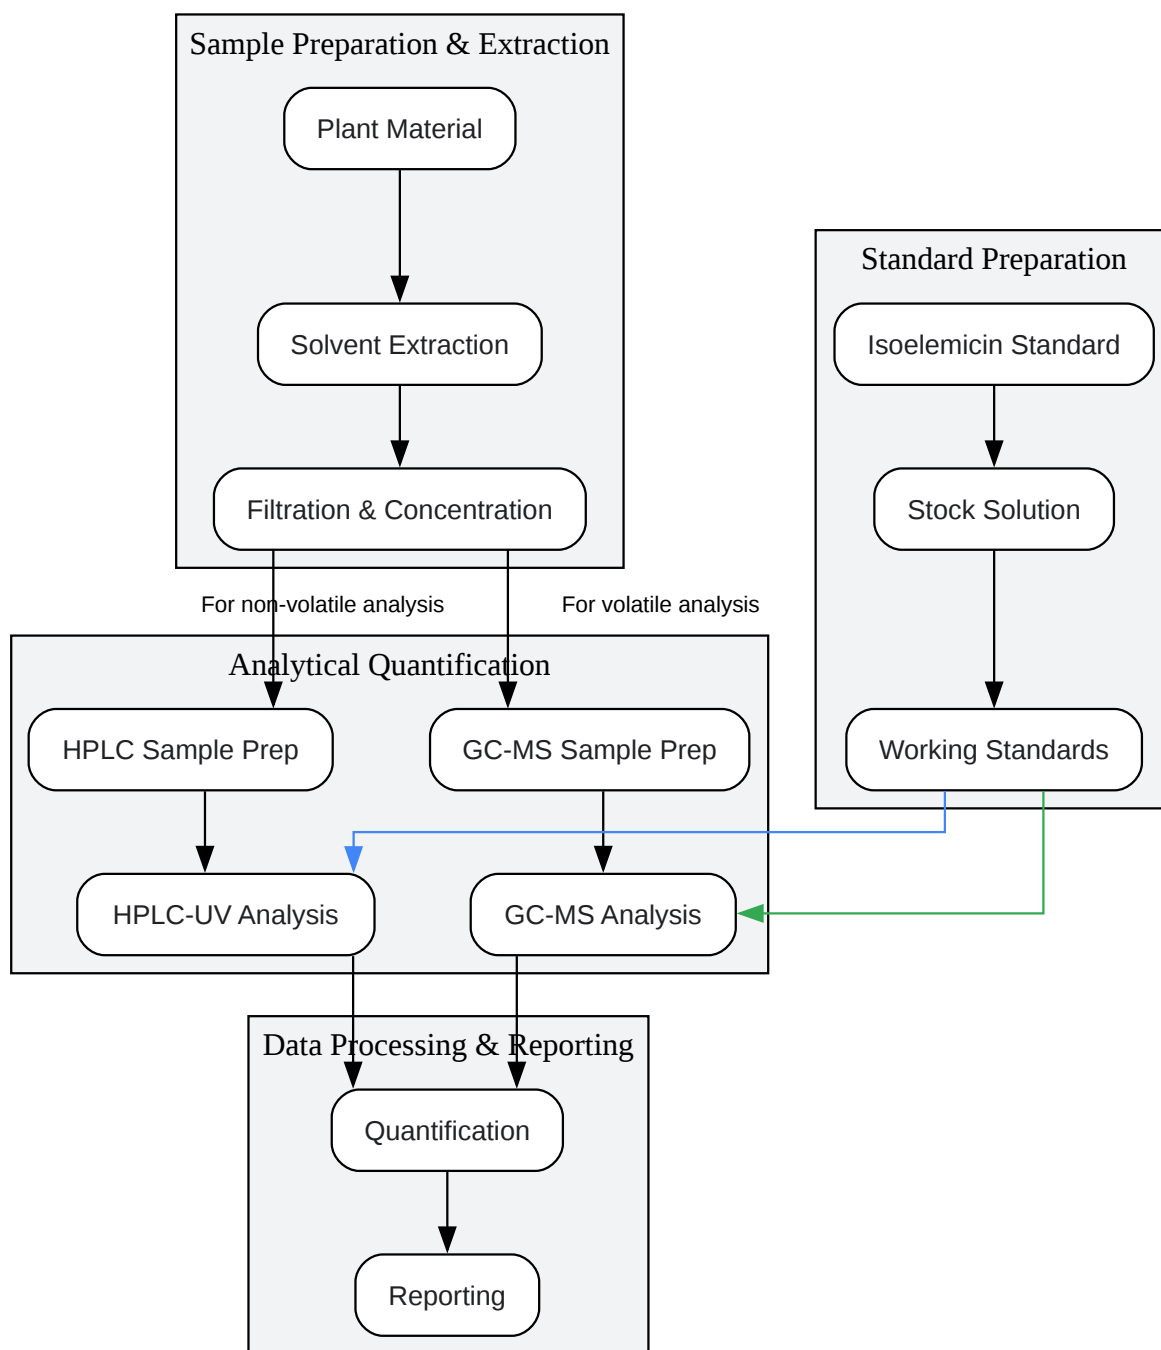 Sample Preparation & Extraction
Plant Material
Solvent Extraction
Filtration & Concentration
Standard Preparation
Isoelemicin Standard
Stock Solution
Working Standards
For non-volatile analysis
For volatile analysis
Analytical Quantification
HPLC Sample Prep
GC-MS Sample Prep
HPLC-UV Analysis
GC-MS Analysis
Data Processing & Reporting
Quantification
Reporting